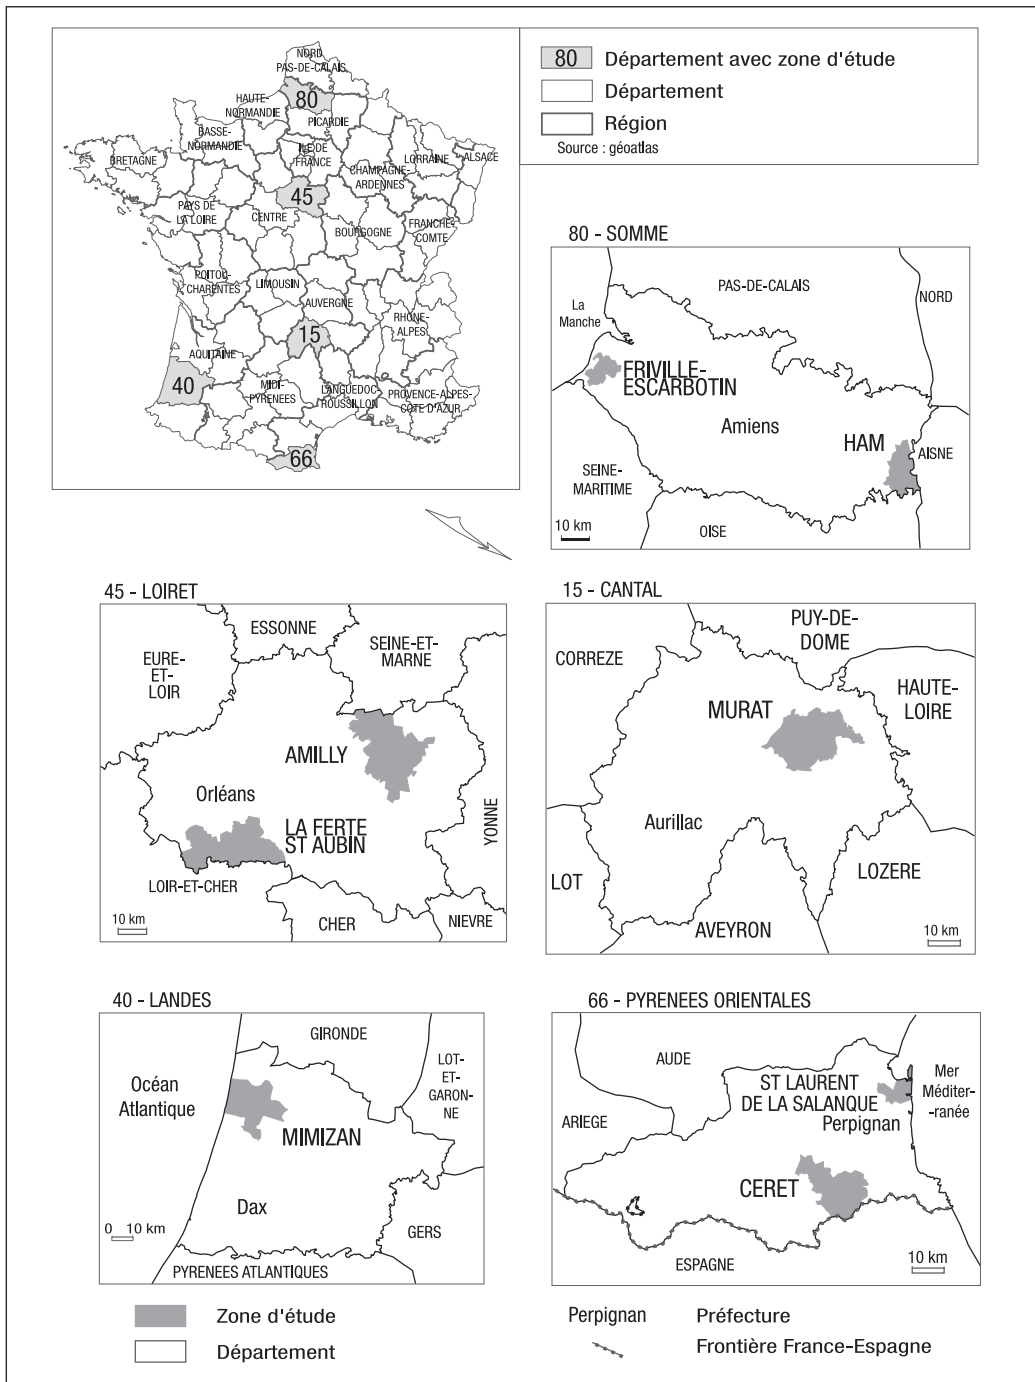 NORD
PAS-DE-CALAIS
HAUTE-
NORMANDIE
80
PICARDIE
BASSE-
NORMANDIE
ILE DE
FRANCE
LORRAINE
ALSACE
BRETAGNE
CHAMPAGNE-
ARDENNES
45
PAYS DE
LA LOIRE
CENTRE
BOURGOGNE
FRANCHE-
COMTE
POITOU-
CHARENTES
LIMOUSIN
AUVERGNE
RHONE-
ALPES
15
AQUITAINE
40
MIDI-
PYRENEES
LANGUEDOC-
ROUSSILLON
PROVENCE-ALPES-
COTE D'AZUR
66
80 Département avec zone d'étude
Département
Région
Source : géoatlas
80 - SOMME
PAS-DE-CALAIS
NORD
La
Manche
FRIVILLE-
ESCARBOTIN
Amiens
HAM
AISNE
SEINE-
MARITIME
OISE
10 km
45 - LOIRET
ESSONNE
SEINE-ET-
MARNE
EURE-
ET-
LOIR
AMILLY
Orléans
YONNE
LA FERTE
ST AUBIN
LOIR-ET-CHER
CHER
NIEVRE
10 km
15 - CANTAL
PUY-DE-
DOME
CORREZE
HAUTE-
LOIRE
MURAT
Aurillac
LOT
LOZERE
AVEYRON
10 km
40 - LANDES
GIRONDE
LOT-
ET-
GARON-
NE
Océan
Atlantique
MIMIZAN
Dax
GERS
0 10 km
PYRENEES ATLANTIQUES
66 - PYRENEES ORIENTALES
AUDE
Mer
Méditer-
-ranée
ST LAURENT
DE LA SALANQUE
Perpignan
ARIEGE
CERET
ESPAGNE
10 km
Zone d'étude
Département
Perpignan Préfecture
Frontière France-Espagne